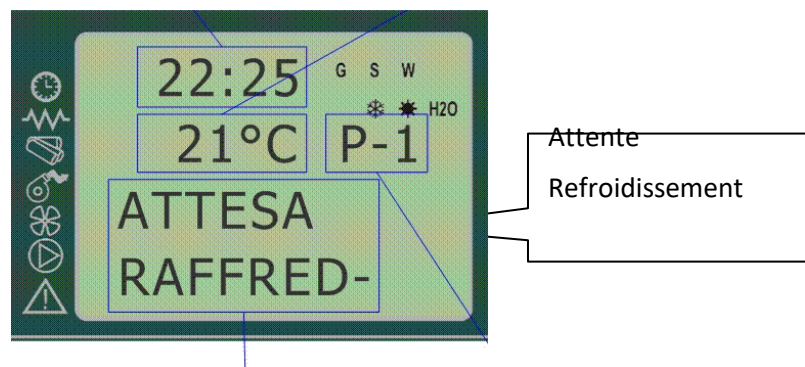 22:25
G S W
H2O
21°C P-1
ATTESA
RAFFRED-
Attente
Refroidissement